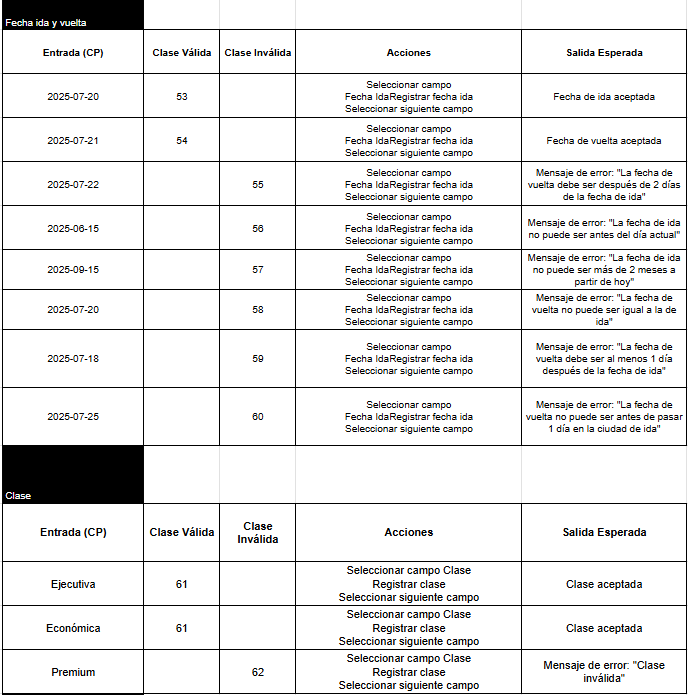 Fecha ida y vuelta
Entrada (CP) Clase Válida Clase Inválida Acciones Salida Esperada
2025-07-20 53 Seleccionar campo
Fecha IdaRegistrar fecha ida
Seleccionar siguiente campo Fecha de ida aceptada
2025-07-21 54 Seleccionar campo
Fecha IdaRegistrar fecha ida
Seleccionar siguiente campo Fecha de vuelta aceptada
2025-07-22 55 Seleccionar campo
Fecha IdaRegistrar fecha ida
Seleccionar siguiente campo Mensaje de error: "La fecha de
vuelta debe ser después de 2 días
de la fecha de ida"
2025-06-15 56 Seleccionar campo
Fecha IdaRegistrar fecha ida
Seleccionar siguiente campo Mensaje de error: "La fecha de ida
no puede ser antes del día actual"
2025-09-15 57 Seleccionar campo
Fecha IdaRegistrar fecha ida
Seleccionar siguiente campo Mensaje de error: "La fecha de ida
no puede ser más de 2 meses a
partir de hoy"
2025-07-20 58 Seleccionar campo
Fecha IdaRegistrar fecha ida
Seleccionar siguiente campo Mensaje de error: "La fecha de
vuelta no puede ser igual a la de
ida"
2025-07-18 59 Seleccionar campo
Fecha IdaRegistrar fecha ida
Seleccionar siguiente campo Mensaje de error: "La fecha de
vuelta debe ser al menos 1 día
después de la fecha de ida"
2025-07-25 60 Seleccionar campo
Fecha IdaRegistrar fecha ida
Seleccionar siguiente campo Mensaje de error: "La fecha de
vuelta no puede ser antes de pasar
1 día en la ciudad de ida"
Clase
Entrada (CP) Clase Válida Clase
Inválida Acciones Salida Esperada
Ejecutiva 61 Seleccionar campo Clase
Registrar clase
Seleccionar siguiente campo Clase aceptada
Económica 61 Seleccionar campo Clase
Registrar clase
Seleccionar siguiente campo Clase aceptada
Premium 62 Seleccionar campo Clase
Registrar clase
Seleccionar siguiente campo Mensaje de error: "Clase
inválida"